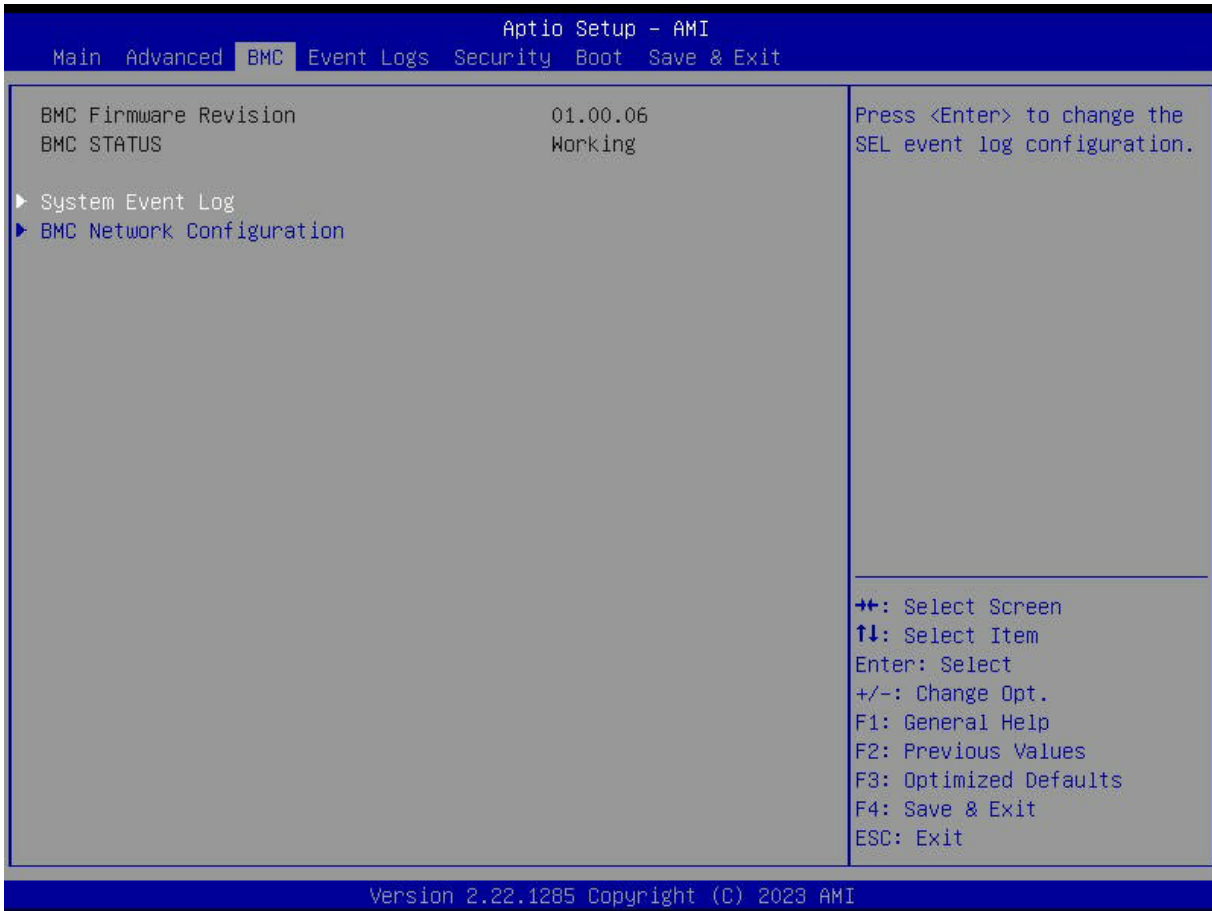 Aptio Setup – AMI
Main Advanced BMC Event Logs Security Boot Save & Exit
BMC Firmware Revision 01.00.06
BMC STATUS Working
▶ System Event Log
▶ BMC Network Configuration
Press <Enter> to change the
SEL event log configuration.
→←: Select Screen
↑↓: Select Item
Enter: Select
+/-: Change Opt.
F1: General Help
F2: Previous Values
F3: Optimized Defaults
F4: Save & Exit
ESC: Exit
Version 2.22.1285 Copyright (C) 2023 AMI